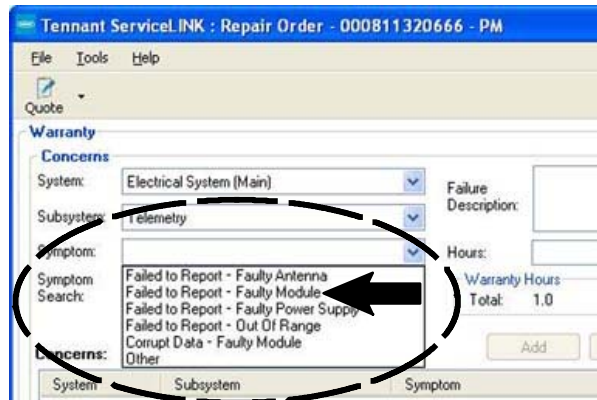 Tennant ServiceLINK : Repair Order - 000811320666 - PM
File Tools Help
Quote
Warranty
Concerns
System: Electrical System (Main)
Failure Description:
Subsystem: Telemetry
Symptom:
Hours:
Symptom Search:
Failed to Report - Faulty Antenna
Failed to Report - Faulty Module
Failed to Report - Faulty Power Supply
Failed to Report - Out Of Range
Corrupt Data - Faulty Module
Other
Warranty Hours
Total: 1.0
Add
Concerns:
System Subsystem Symptom